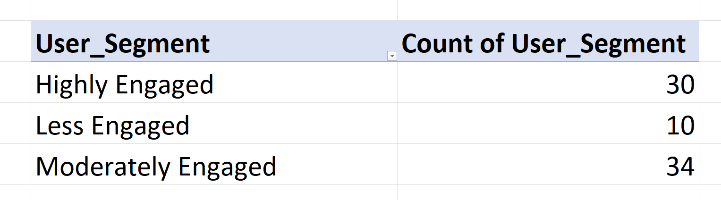 User_Segment Count of User_Segment
Highly Engaged 30
Less Engaged 10
Moderately Engaged 34